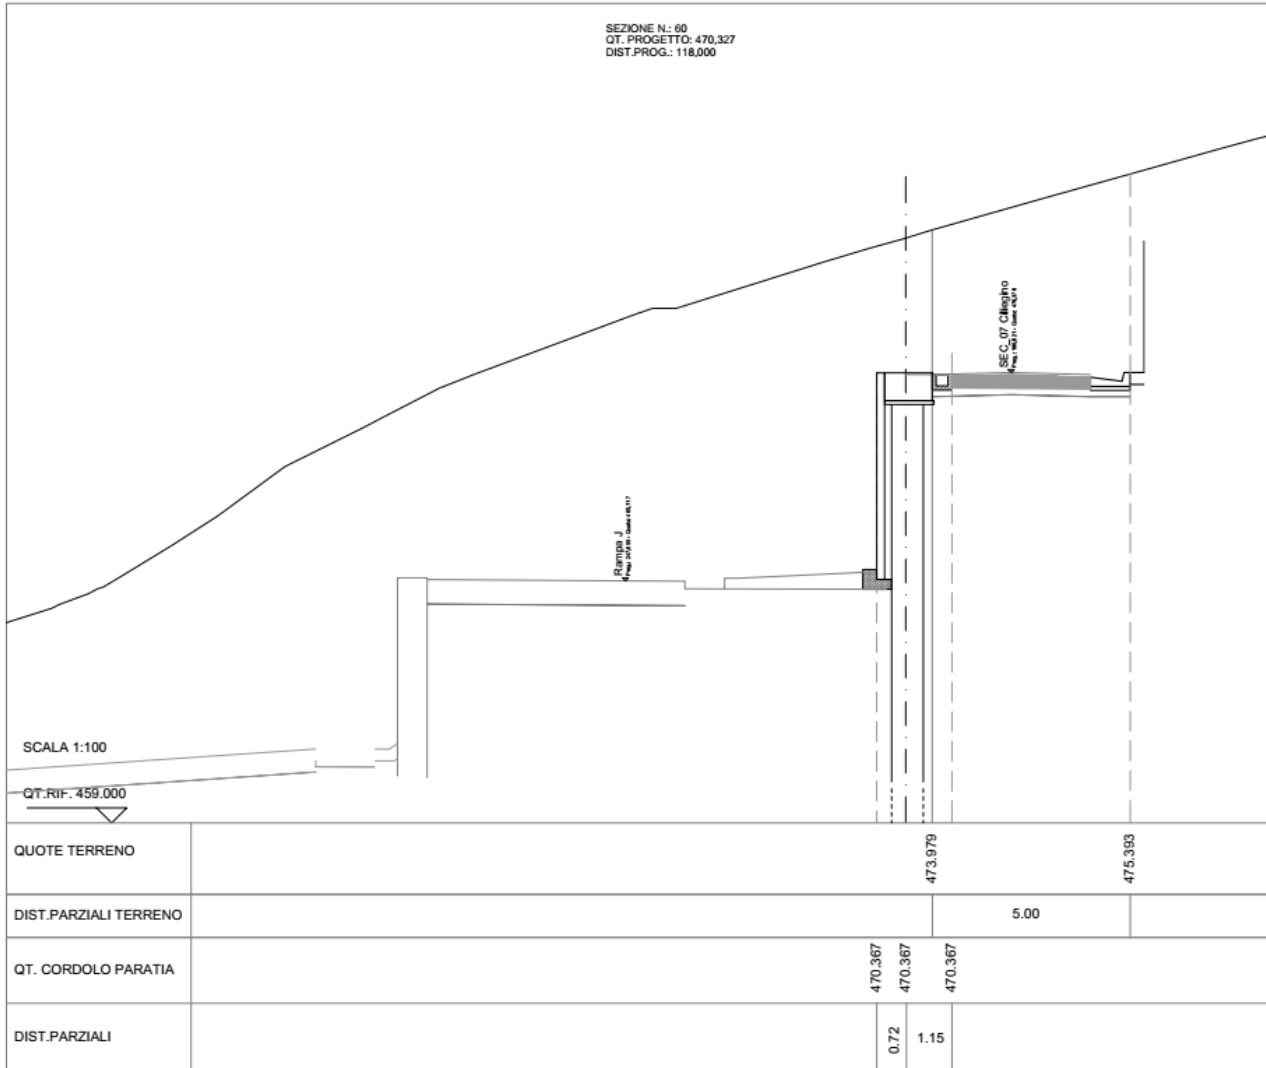 SEZIONE N.: 60
QT. PROGETTO: 470,327
DIST.PROG.: 118,000
SEC_07 Ciliegino
Rampa J
SCALA 1:100
QT.RIF. 459.000
QUOTE TERRENO
473.979
475.393
DIST.PARZIALI TERRENO
5.00
QT. CORDOLO PARATIA
470.367
470.367
470.367
DIST.PARZIALI
0.72
1.15